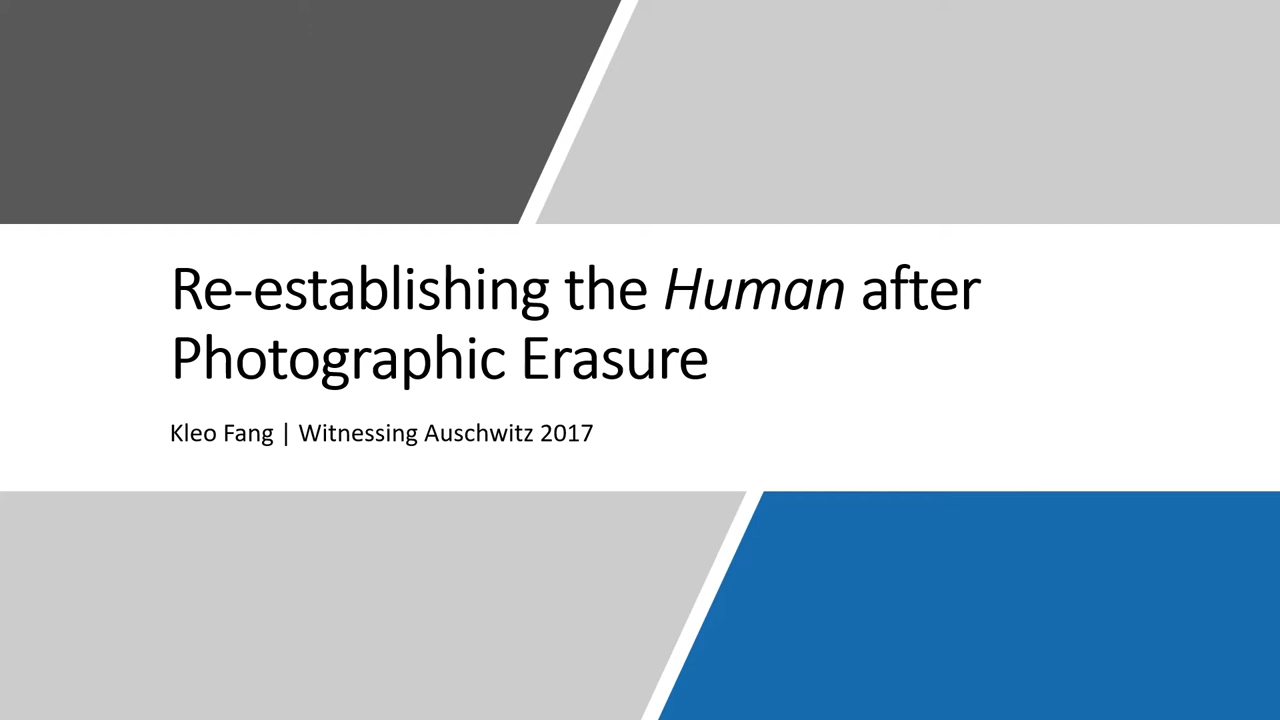 Re-establishing the Human after
Photographic Erasure
Kleo Fang | Witnessing Auschwitz 2017